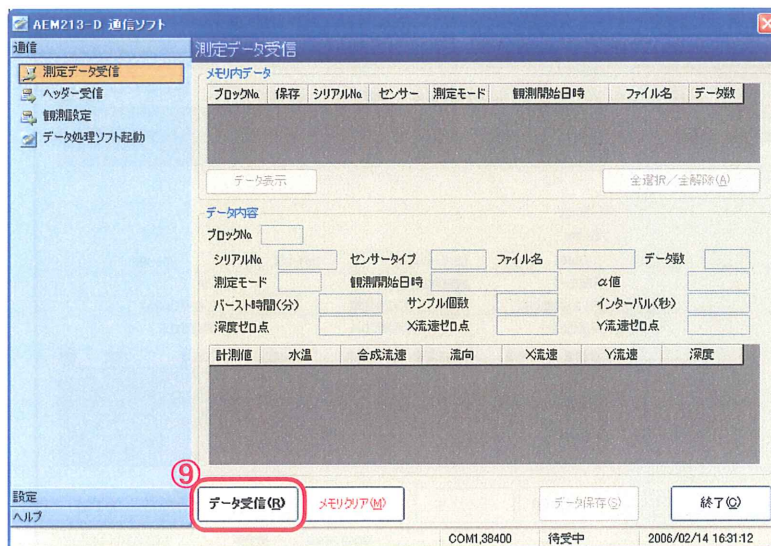 AEM213-D 通信ソフト
通信
測定データ受信
ヘッダー受信
観測設定
データ処理ソフト起動
設定
ヘルプ
測定データ受信
メモリ内データ
ブロックNo. 保存 シリアルNo. センサー 測定モード 観測開始日時 ファイル名 データ数
データ表示 全選択/全解除(A)
データ内容
ブロックNo.
シリアルNo. センサータイプ ファイル名 データ数
測定モード 観測開始日時 α値
バースト時間(分) サンプル個数 インターバル(秒)
深度ゼロ点 X流速ゼロ点 Y流速ゼロ点
計測値 水温 合成流速 流向 X流速 Y流速 深度
⑨
データ受信(R) メモリクリア(M) データ保存(S) 終了(C)
COM1,38400 待受中 2006/02/14 16:31:12